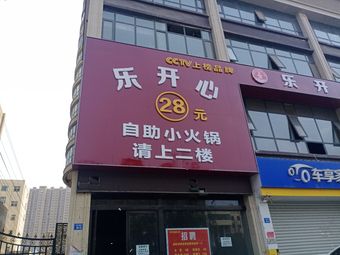 CCTV上榜品牌
乐开心
28元
自助小火锅
请上二楼
乐开
车享家
招聘